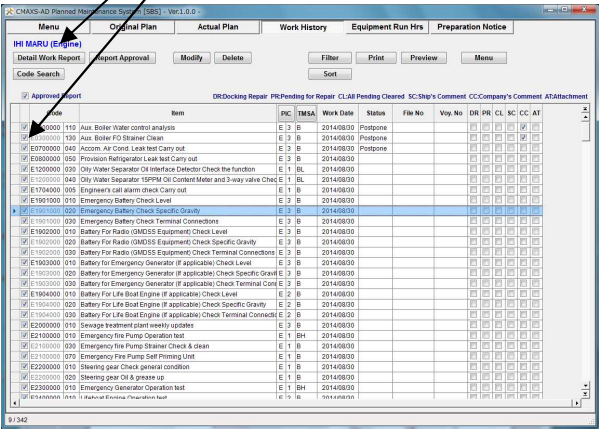 CMAXS-AD Planned Maintenance System [SBS] - Ver.1.0.0 -
Menu Original Plan Actual Plan Work History Equipment Run Hrs Preparation Notice
IHI MARU (Engine)
Detail Work Report Report Approval Modify Delete Filter Print Preview Menu
Code Search Sort
Approved Report DR:Docking Repair PR:Pending for Repair CL:All Pending Cleared SC:Ship's Comment CC:Company's Comment AT:Attachment
Code Item PIC TMSA Work Date Status File No Voy. No DR PR CL SC CC AT
110 Aux. Boiler Water control analysis E 3 B 2014/08/30 Postpone
130 Aux. Boiler FO Strainer Clean E 3 B 2014/08/30 Postpone
E0700000 040 Accom. Air Cond. Leak test Carry out E 3 B 2014/08/30 Postpone
E0800000 050 Provision Refrigerator Leak test Carry out E 3 B 2014/08/30
E1200000 030 Oily Water Separator Oil Interface Detector Check the function E 1 BL 2014/08/30
E1200000 040 Oily Water Separator 15PPM Oil Content Meter and 3-way valve Chec E 1 BL 2014/08/30
E1704000 005 Engineer's call alarm check Carry out E 1 B 2014/08/30
E1901000 010 Emergency Battery Check Level E 3 B 2014/08/30
E1901000 020 Emergency Battery Check Specific Gravity E 3 B 2014/08/30
E1901000 030 Emergency Battery Check Terminal Connections E 3 B 2014/08/30
E1902000 010 Battery For Radio (GMDSS Equipment) Check Level E 3 B 2014/08/30
E1902000 020 Battery For Radio (GMDSS Equipment) Check Specific Gravity E 3 B 2014/08/30
E1902000 030 Battery For Radio (GMDSS Equipment) Check Terminal Connections E 3 B 2014/08/30
E1903000 010 Battery for Emergency Generator (If applicable) Check Level E 3 B 2014/08/30
E1903000 020 Battery for Emergency Generator (If applicable) Check Specific Gravit E 3 B 2014/08/30
E1903000 030 Battery for Emergency Generator (If applicable) Check Terminal Conn E 3 B 2014/08/30
E1904000 010 Battery For Life Boat Engine (If applicable) Check Level E 2 B 2014/08/30
E1904000 020 Battery For Life Boat Engine (If applicable) Check Specific Gravity E 2 B 2014/08/30
E1904000 030 Battery For Life Boat Engine (If applicable) Check Terminal Connectic E 2 B 2014/08/30
E2000000 010 Sewage treatment plant weekly updates E 3 B 2014/08/30
E2100000 010 Emergency fire Pump Operation test E 1 BH 2014/08/30
E2100000 030 Emergency fire Pump Strainer Check & clean E 1 B 2014/08/30
E2100000 070 Emergency Fire Pump Self Priming Unit E 1 B 2014/08/30
E2200000 010 Steering gear Check general condition E 1 B 2014/08/30
E2200000 020 Steering gear Oil & grease up E 1 B 2014/08/30
E2300000 010 Emergency Generator Operation test E 1 BH 2014/08/30
E2400000 010 Lifeboat Engine Operation test E 2 B 2014/08/30
9 / 342